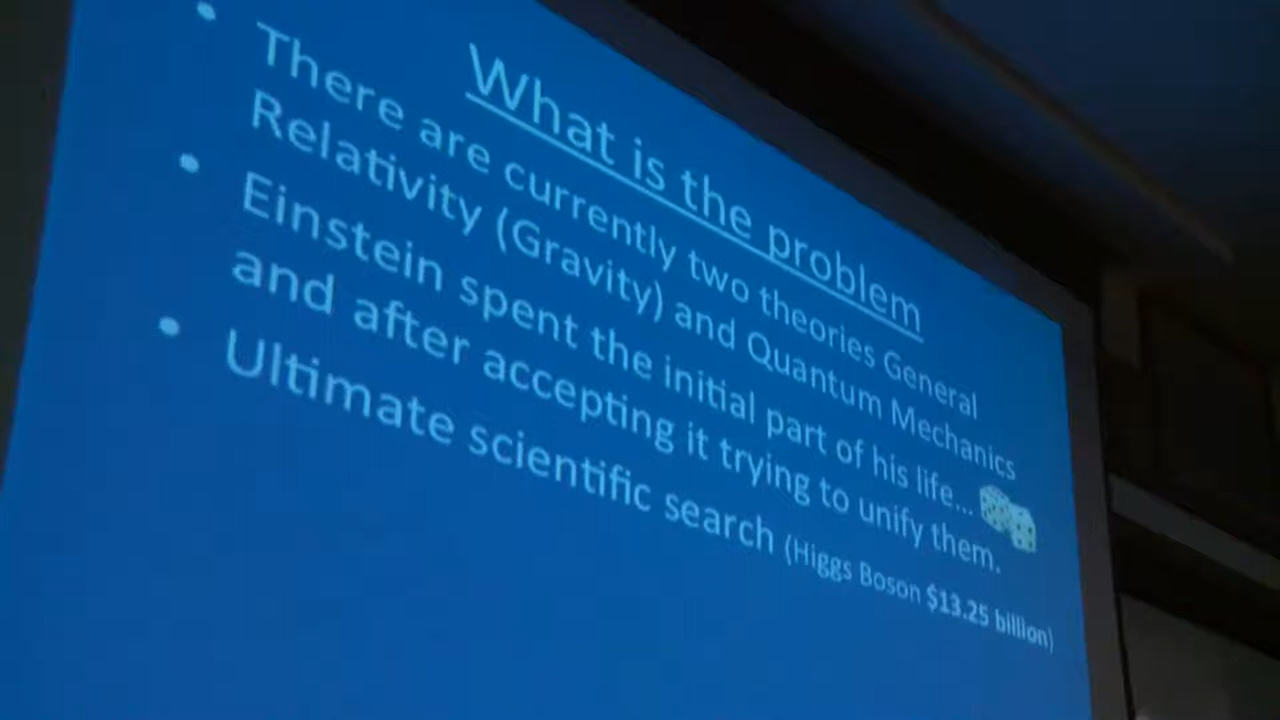 What is the problem
• There are currently two theories General
Relativity (Gravity) and Quantum Mechanics
• Einstein spent the initial part of his life...
and after accepting it trying to unify them.
• Ultimate scientific search (Higgs Boson $13.25 billion)